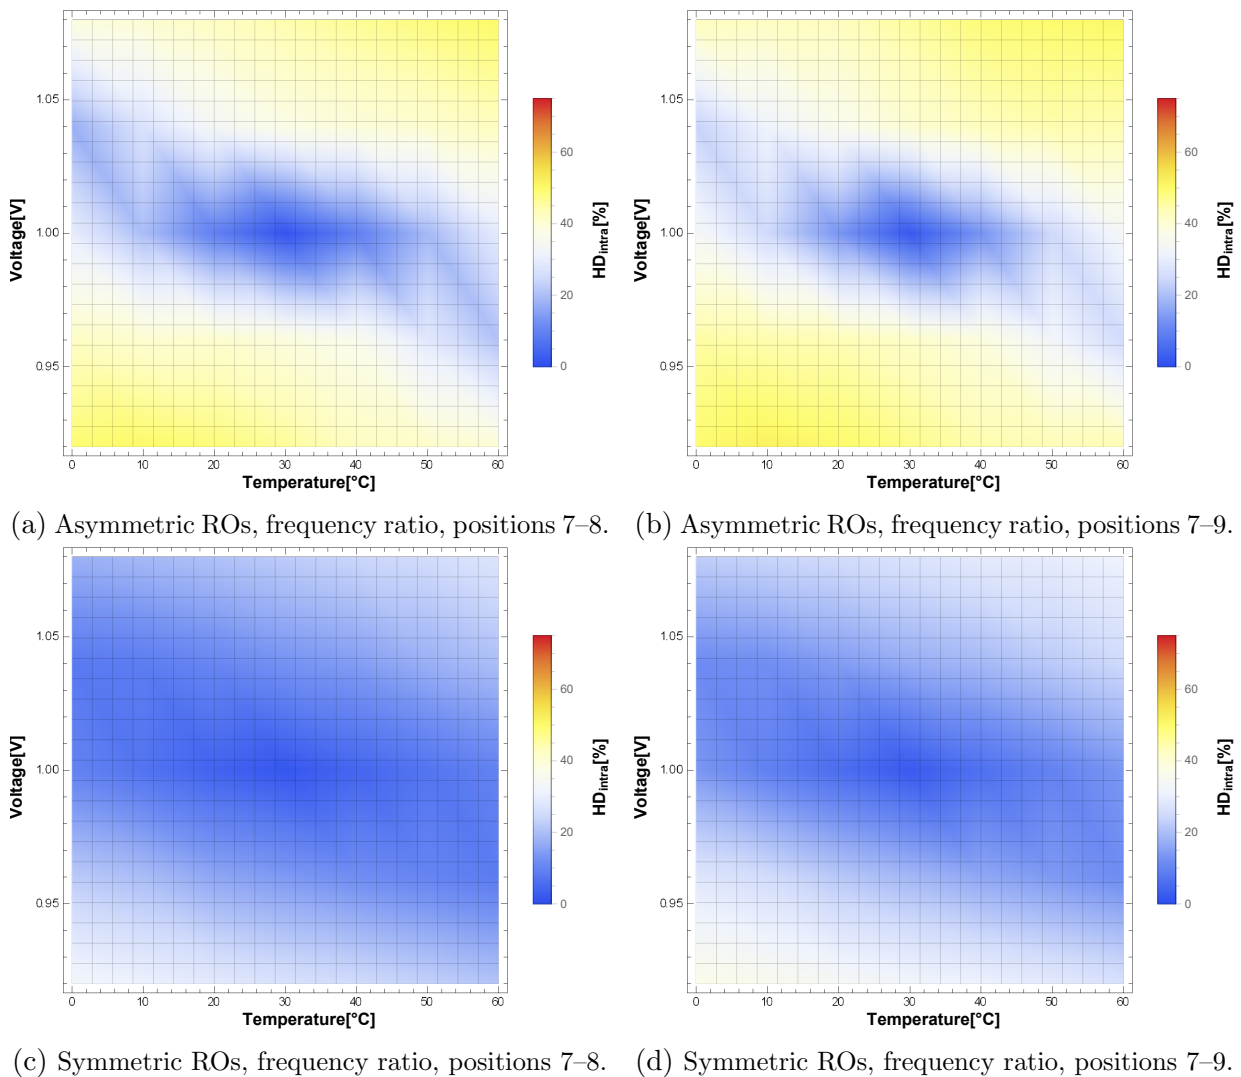 1.05
1.00
0.95
Voltage[V]
0 10 20 30 40 50 60
Temperature[°C]
60
40
20
0
HDintra[%]
1.05
1.00
0.95
Voltage[V]
0 10 20 30 40 50 60
Temperature[°C]
60
40
20
0
HDintra[%]
(a) Asymmetric ROs, frequency ratio, positions 7–8.
(b) Asymmetric ROs, frequency ratio, positions 7–9.
1.05
1.00
0.95
Voltage[V]
0 10 20 30 40 50 60
Temperature[°C]
60
40
20
0
HDintra[%]
1.05
1.00
0.95
Voltage[V]
0 10 20 30 40 50 60
Temperature[°C]
60
40
20
0
HDintra[%]
(c) Symmetric ROs, frequency ratio, positions 7–8.
(d) Symmetric ROs, frequency ratio, positions 7–9.